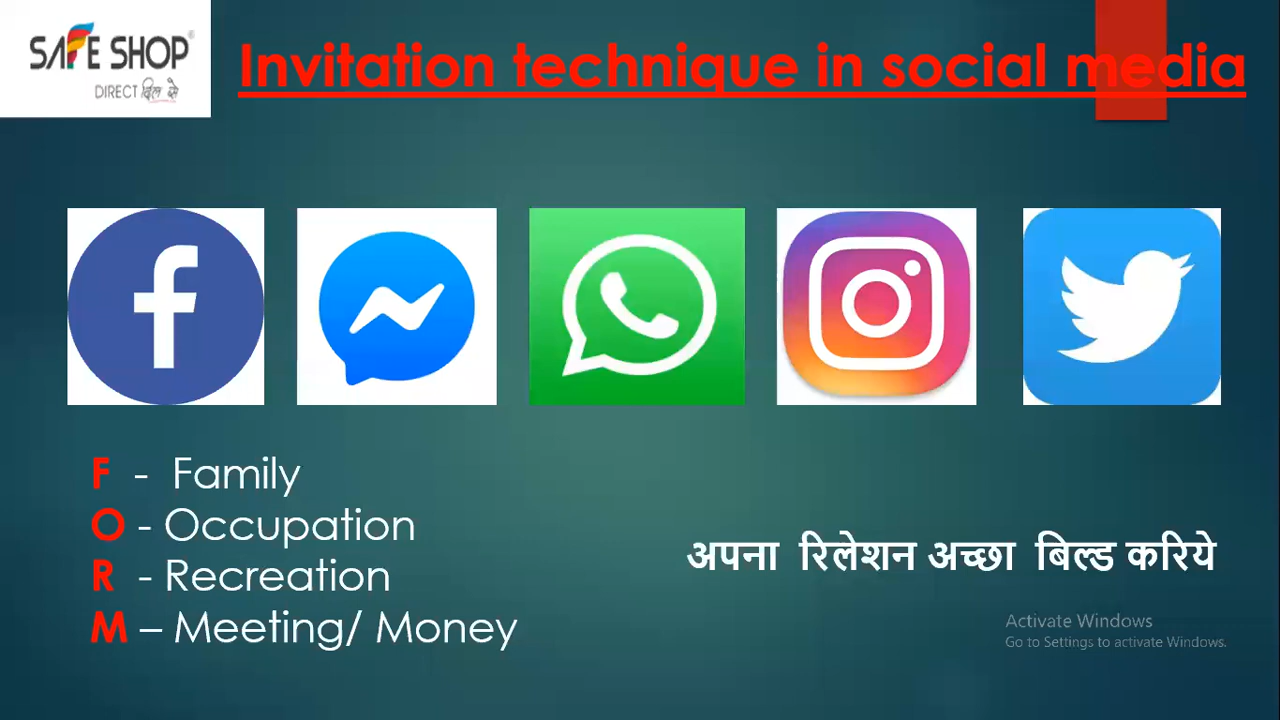 SAFE SHOP
DIRECT दिल से
Invitation technique in social media
F - Family
O - Occupation
R - Recreation
M – Meeting/ Money
अपना रिलेशन अच्छा बिल्ड करिये
Activate Windows
Go to Settings to activate Windows.